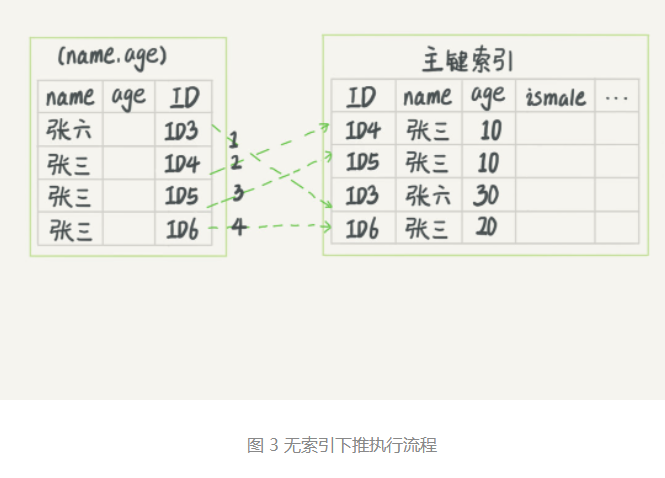 (name.age)
name age ID
张六 ID3
张三 ID4
张三 ID5
张三 ID6
1
2
3
4
主键索引
ID name age ismale ...
ID4 张三 10
ID5 张三 10
ID3 张六 30
ID6 张三 20
图 3 无索引下推执行流程